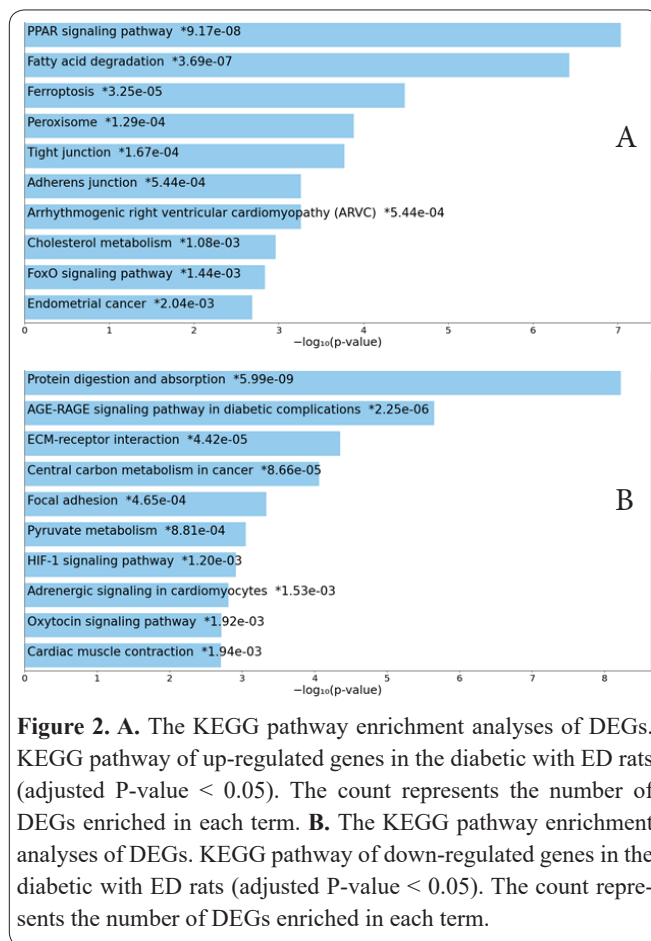 PPAR signaling pathway *9.17e-08
Fatty acid degradation *3.69e-07
Ferroptosis *3.25e-05
Peroxisome *1.29e-04
Tight junction *1.67e-04
Adherens junction *5.44e-04
Arrhythmogenic right ventricular cardiomyopathy (ARVC) *5.44e-04
Cholesterol metabolism *1.08e-03
FoxO signaling pathway *1.44e-03
Endometrial cancer *2.04e-03
A
0 1 2 3 4 5 6 7
−log₁₀(p-value)
Protein digestion and absorption *5.99e-09
AGE-RAGE signaling pathway in diabetic complications *2.25e-06
ECM-receptor interaction *4.42e-05
Central carbon metabolism in cancer *8.66e-05
Focal adhesion *4.65e-04
Pyruvate metabolism *8.81e-04
HIF-1 signaling pathway *1.20e-03
Adrenergic signaling in cardiomyocytes *1.53e-03
Oxytocin signaling pathway *1.92e-03
Cardiac muscle contraction *1.94e-03
B
0 1 2 3 4 5 6 7 8
−log₁₀(p-value)
Figure 2. A. The KEGG pathway enrichment analyses of DEGs.
KEGG pathway of up-regulated genes in the diabetic with ED rats
(adjusted P-value < 0.05). The count represents the number of
DEGs enriched in each term. B. The KEGG pathway enrichment
analyses of DEGs. KEGG pathway of down-regulated genes in the
diabetic with ED rats (adjusted P-value < 0.05). The count repre-
sents the number of DEGs enriched in each term.